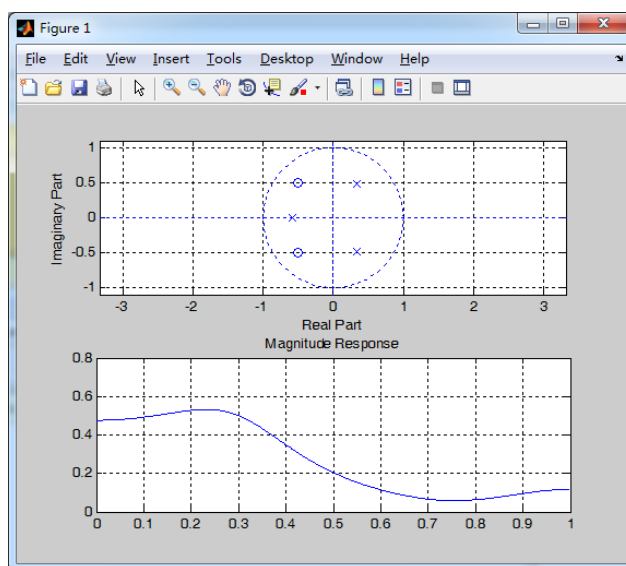 Figure 1
File Edit View Insert Tools Desktop Window Help
1
0.5
0
-0.5
-1
Imaginary Part
-3 -2 -1 0 1 2 3
Real Part
Magnitude Response
0.8
0.6
0.4
0.2
0
0 0.1 0.2 0.3 0.4 0.5 0.6 0.7 0.8 0.9 1